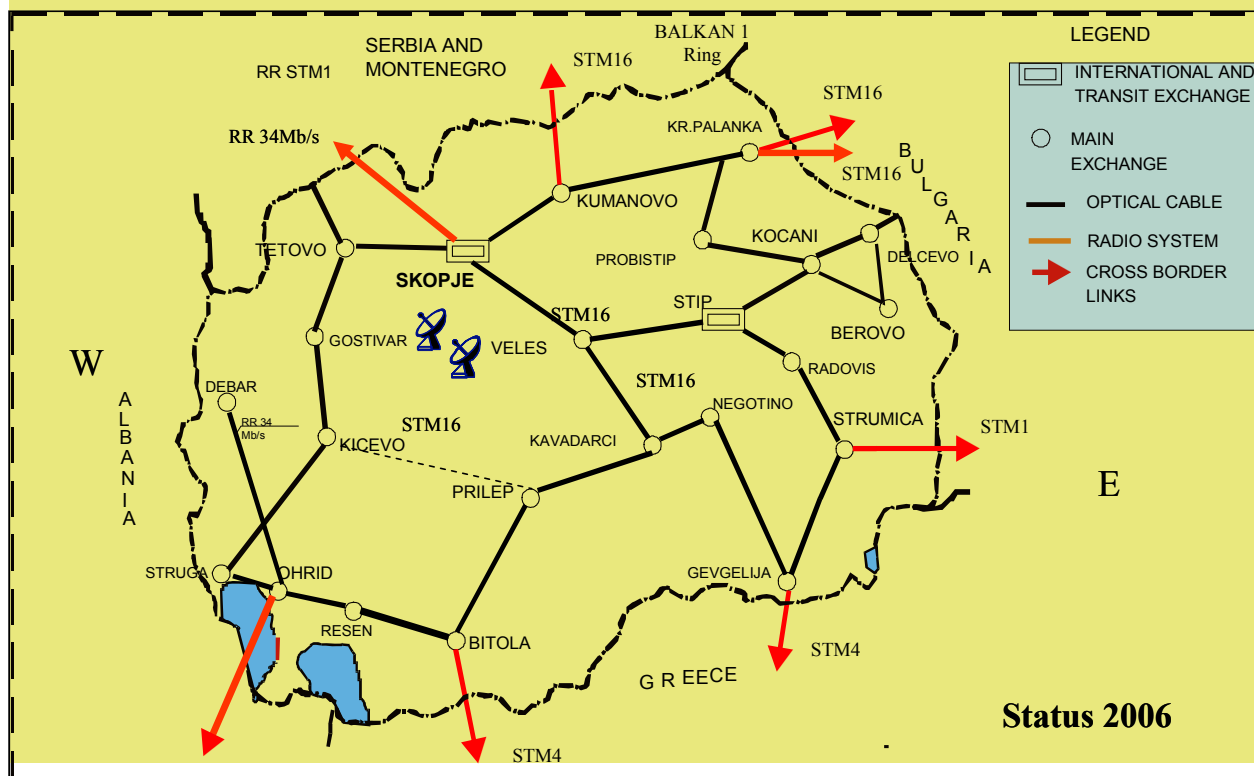 BALKAN 1
Ring
SERBIA AND
MONTENEGRO
STM16
RR STM1
RR 34Mb/s
STM16
KR.PALANKA
STM16
BULGARIA
KUMANOVO
TETOVO
KOCANI
PROBISTIP
DELCEVO
SKOPJE
STM16
STIP
BEROVO
GOSTIVAR
VELES
W
RADOVIS
STM16
DEBAR
ALBANIA
NEGOTINO
RR 34
Mb/s
STM16
KICEVO
KAVADARCI
STRUMICA
STM1
E
PRILEP
STRUGA
OHRID
GEVGELIJA
RESEN
BITOLA
STM4
GREECE
STM4
Status 2006
LEGEND
INTERNATIONAL AND
TRANSIT EXCHANGE
MAIN
EXCHANGE
OPTICAL CABLE
RADIO SYSTEM
CROSS BORDER
LINKS